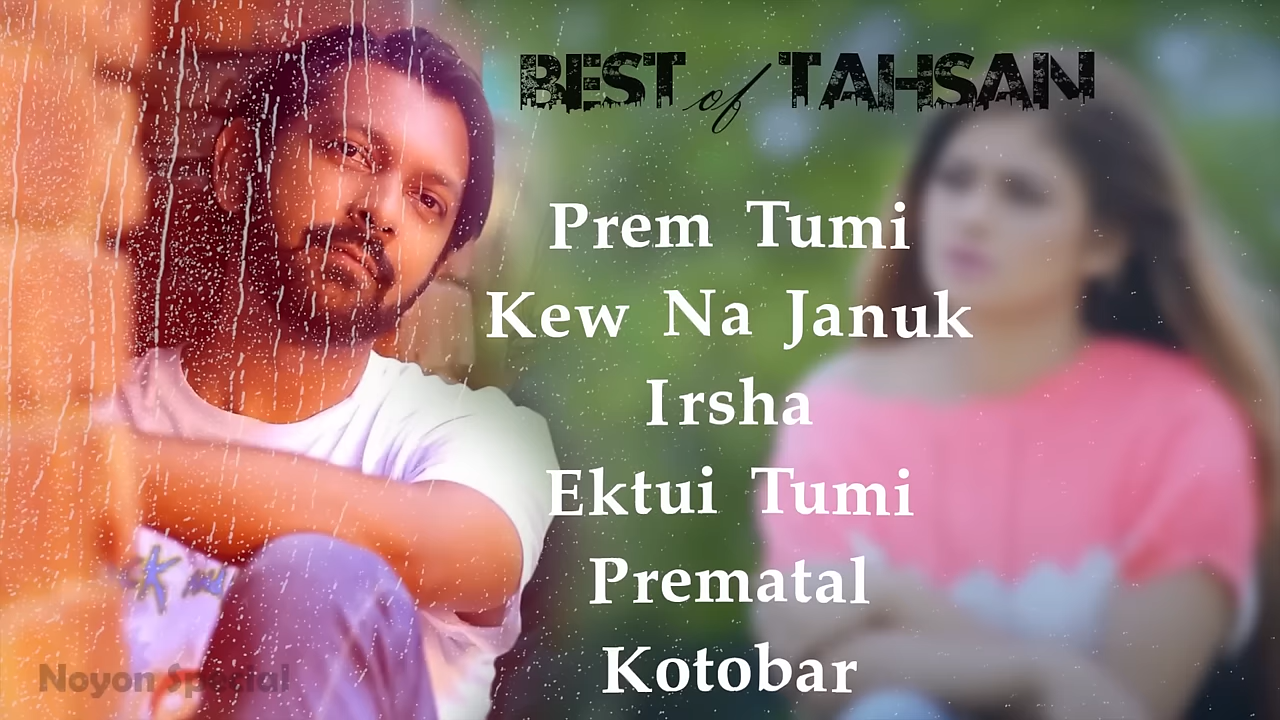 BEST of TAHSAN
Prem Tumi
Kew Na Januk
Irsha
Ektui Tumi
Prematal
Kotobar
Noyon Special